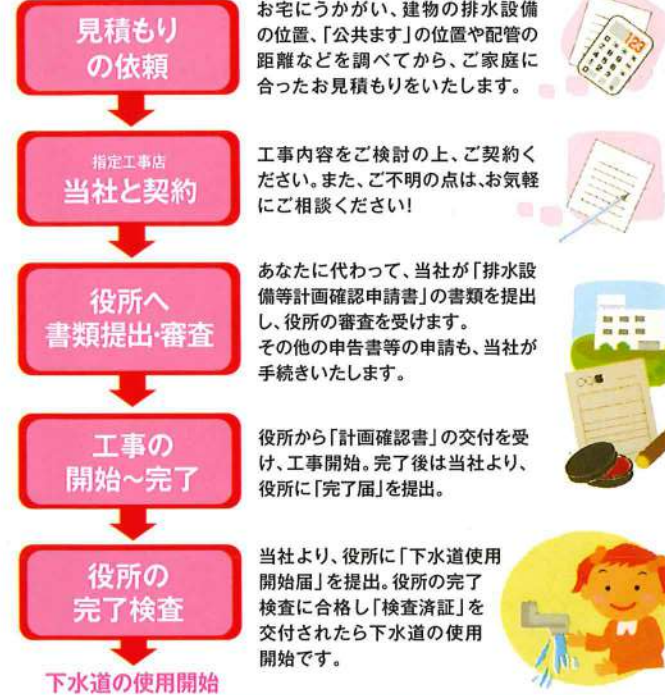 見積もり
の依頼
お宅にうかがい、建物の排水設備
の位置、「公共ます」の位置や配管の
距離などを調べてから、ご家庭に
合ったお見積もりをいたします。
123
指定工事店
当社と契約
工事内容をご検討の上、ご契約く
ださい。また、ご不明の点は、お気軽
にご相談ください!
役所へ
書類提出・審査
あなたに代わって、当社が「排水設
備等計画確認申請書」の書類を提出
し、役所の審査を受けます。
その他の申告書等の申請も、当社が
手続きいたします。
工事の
開始～完了
役所から「計画確認書」の交付を受
け、工事開始。完了後は当社より、
役所に「完了届」を提出。
役所の
完了検査
当社より、役所に「下水道使用
開始届」を提出。役所の完了
検査に合格し「検査済証」を
交付されたら下水道の使用
開始です。
下水道の使用開始